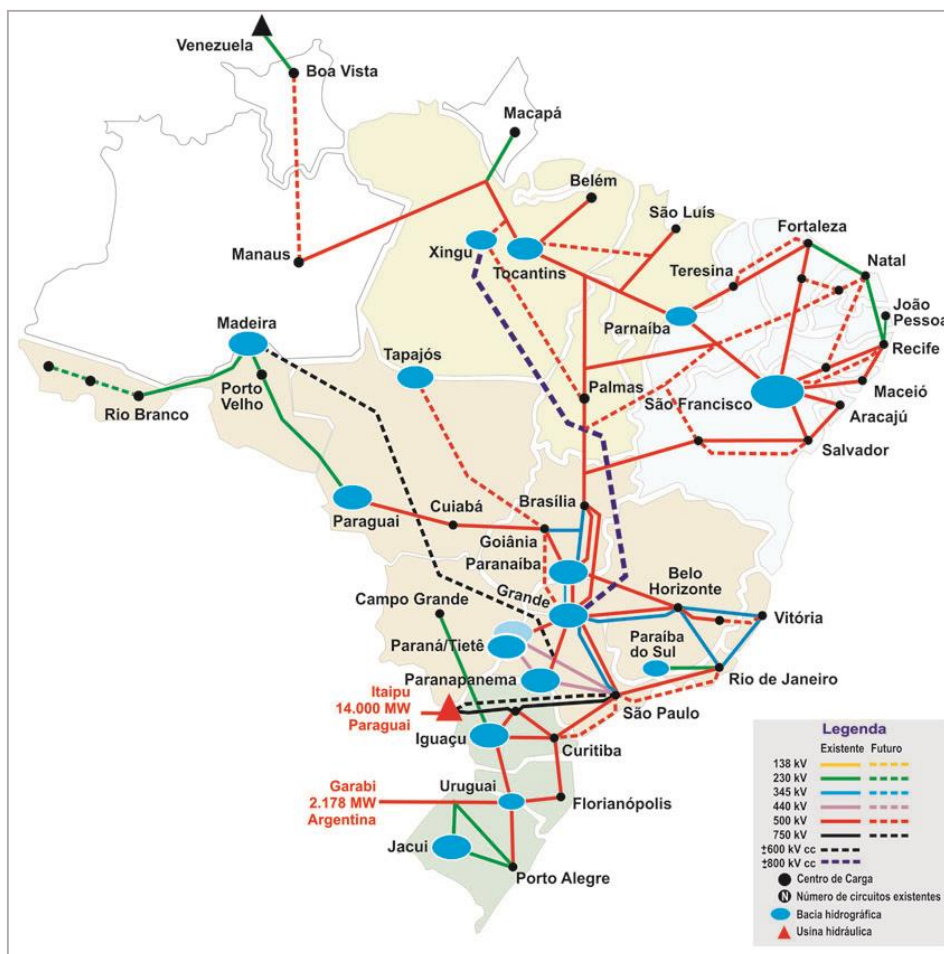 Venezuela
Boa Vista
Macapá
Belém
São Luís
Fortaleza
Manaus
Xingu
Tocantins
Teresina
Natal
João
Pessoa
Madeira
Tapajós
Parnaíba
Recife
Rio Branco
Porto
Velho
Palmas
São Francisco
Maceió
Aracajú
Salvador
Paraguai
Cuiabá
Brasília
Goiânia
Paranaíba
Campo Grande
Grande
Belo
Horizonte
Vitória
Paraná/Tietê
Paraíba
do Sul
Paranapanema
Rio de Janeiro
Itaipu
14.000 MW
Paraguai
São Paulo
Iguaçu
Curitiba
Garabi
2.178 MW
Argentina
Uruguai
Florianópolis
Jacui
Porto Alegre
Legenda
Existente Futuro
138 kV
230 kV
345 kV
440 kV
500 kV
750 kV
±600 kV cc
±800 kV cc
Centro de Carga
N Número de circuitos existentes
Bacia hidrográfica
Usina hidráulica